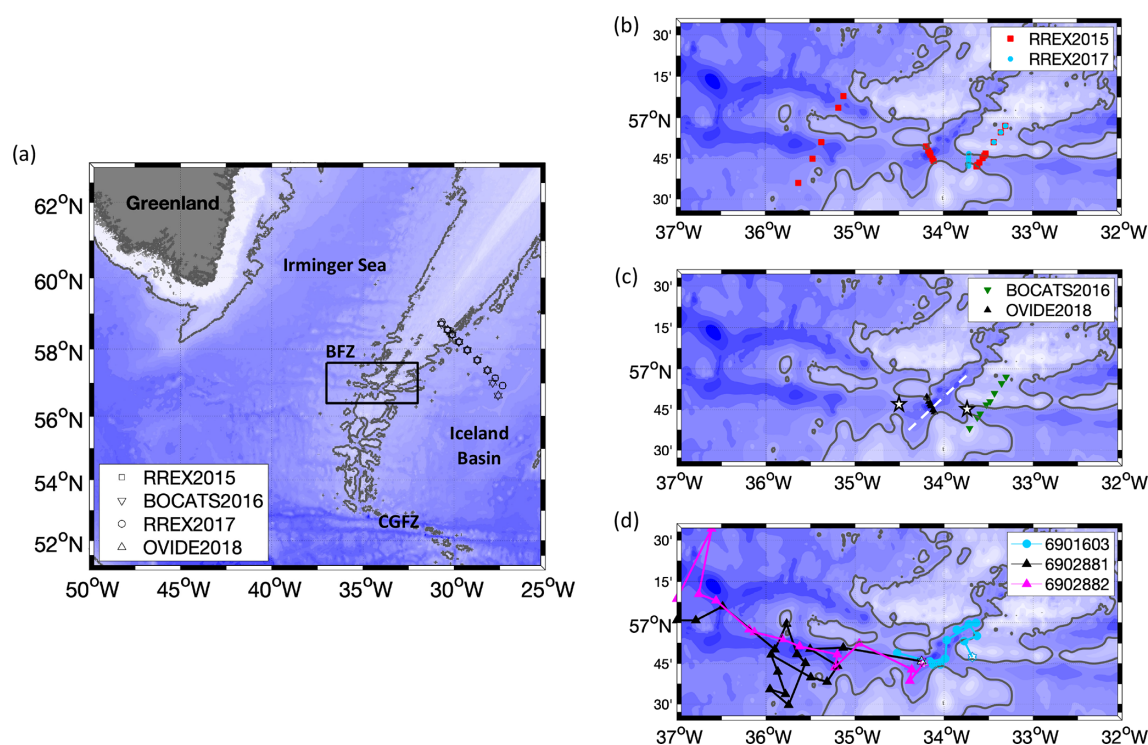 (a)
62°N
60°N
58°N
56°N
54°N
52°N
50°W
45°W
40°W
35°W
30°W
25°W
Greenland
Irminger Sea
BFZ
Iceland
Basin
CGFZ
RREX2015
BOCATS2016
RREX2017
OVIDE2018
(b)
30'
15'
57°N
45'
30'
37°W
36°W
35°W
34°W
33°W
32°W
RREX2015
RREX2017
(c)
30'
15'
57°N
45'
30'
37°W
36°W
35°W
34°W
33°W
32°W
BOCATS2016
OVIDE2018
(d)
30'
15'
57°N
45'
30'
37°W
36°W
35°W
34°W
33°W
32°W
6901603
6902881
6902882